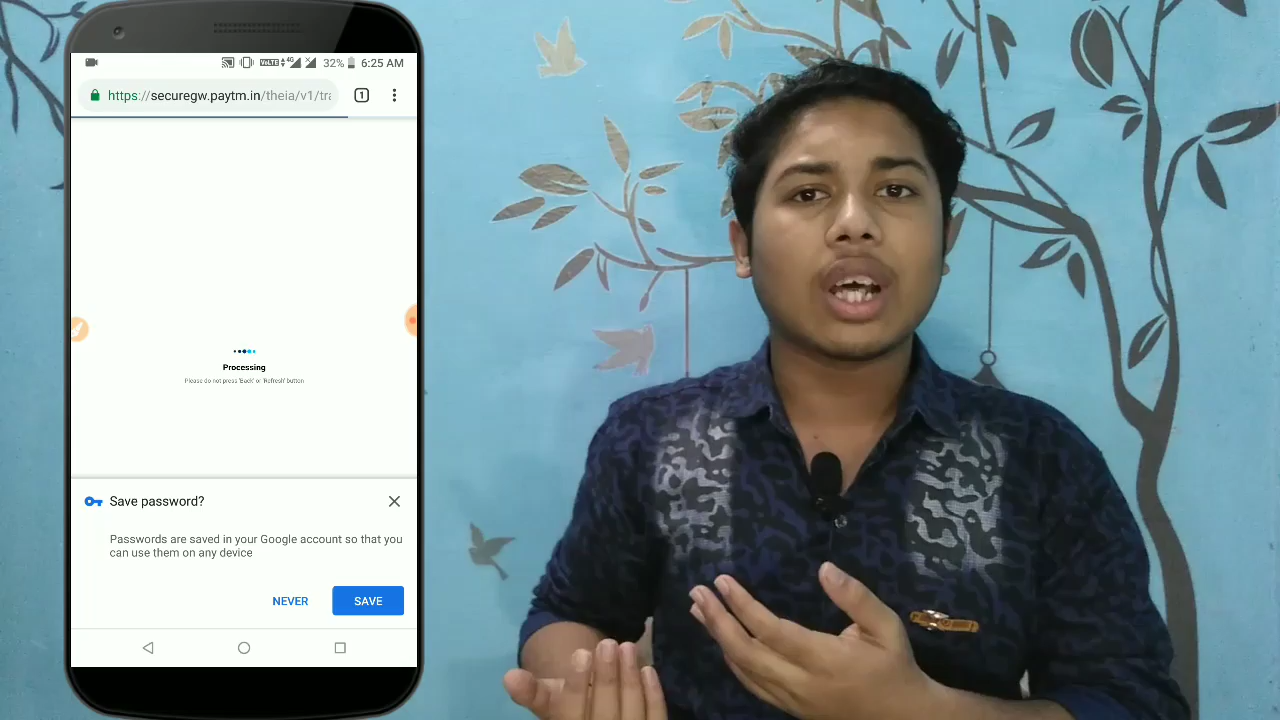 VoLTE 4G 32% 6:25 AM
https://securegw.paytm.in/theia/v1/tra
1
Processing
Please do not press 'Back' or 'Refresh' button
Save password?
Passwords are saved in your Google account so that you
can use them on any device
NEVER SAVE